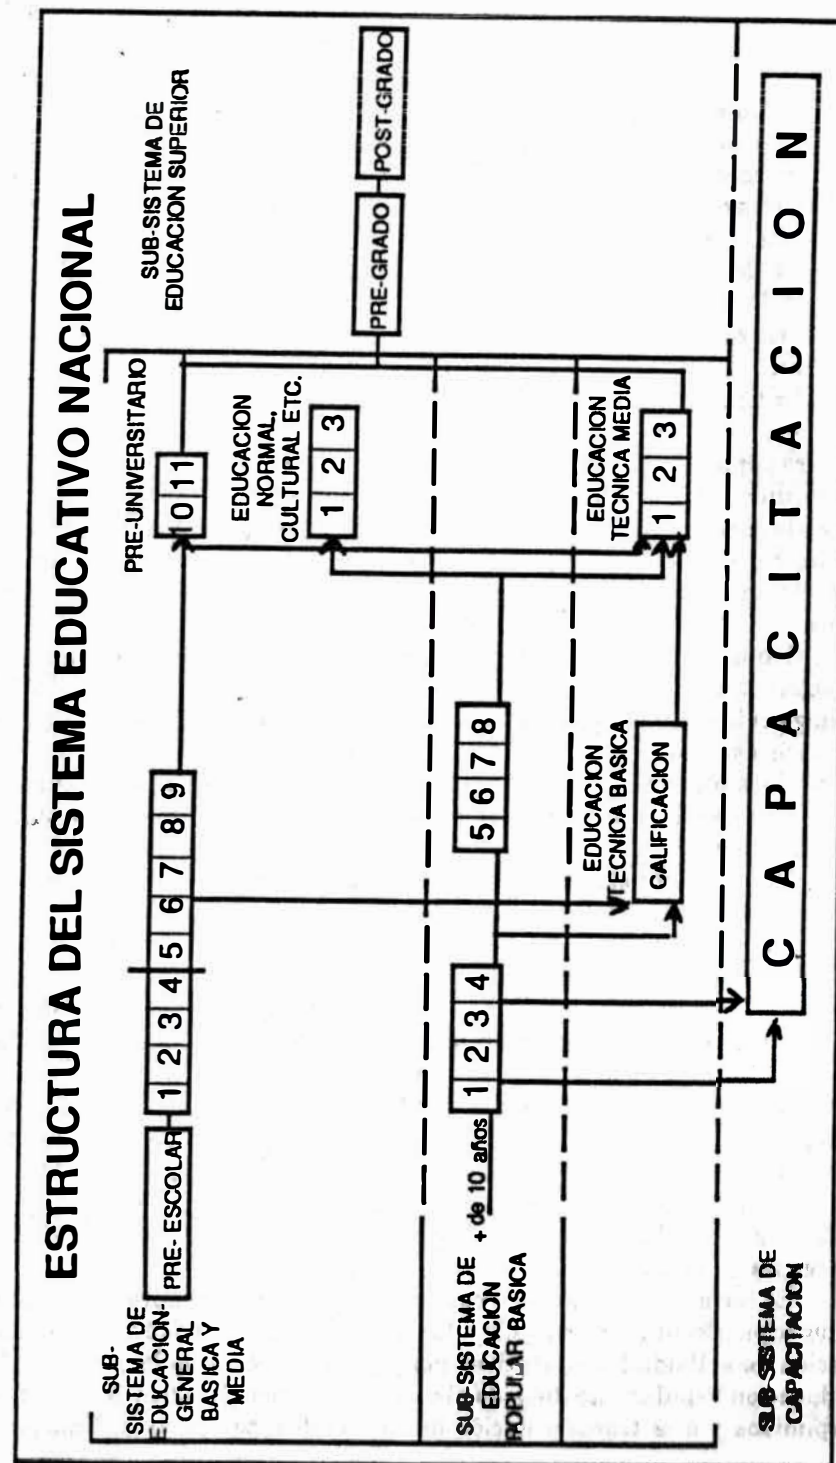 ESTRUCTURA DEL SISTEMA EDUCATIVO NACIONAL
SUB-
SISTEMA DE
EDUCACION-
GENERAL
BASICA Y
MEDIA
PRE- ESCOLAR
1 2 3 4 5 6 7 8 9
PRE-UNIVERSITARIO
10 11
SUB-SISTEMA DE
EDUCACION SUPERIOR
EDUCACION
NORMAL,
CULTURAL ETC.
1 2 3
PRE-GRADO
POST-GRADO
SUB-SISTEMA DE
EDUCACION
POPULAR BASICA
+ de 10 años
1 2 3 4
5 6 7 8
EDUCACION
TECNICA BASICA
CALIFICACION
EDUCACION
TECNICA MEDIA
1 2 3
SUB-SISTEMA DE
CAPACITACION
CAPACITACION